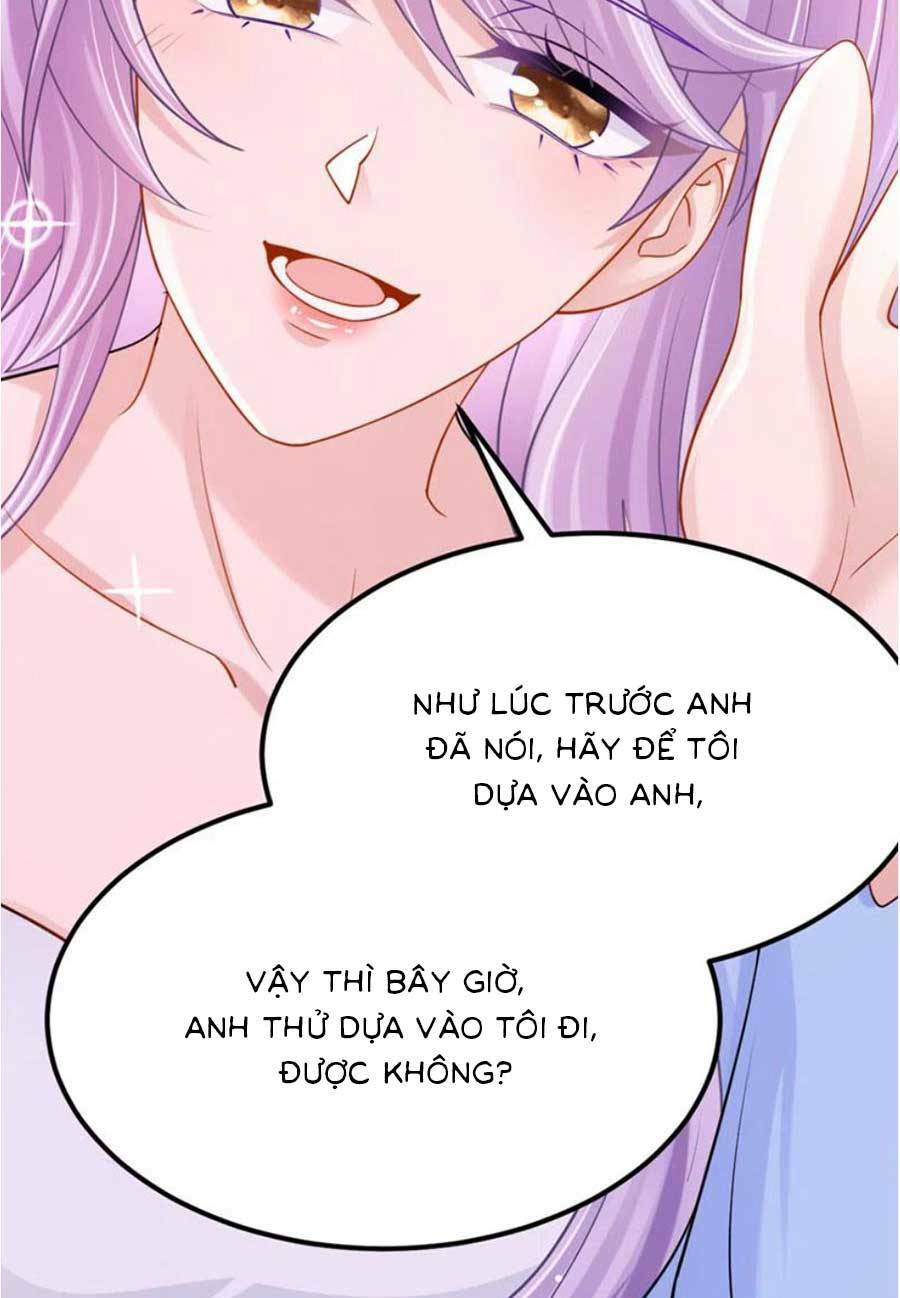 NHƯ LÚC TRƯỚC ANH
ĐÃ NÓI, HÃY ĐỂ TÔI
DỰA VÀO ANH,
VẬY THÌ BÂY GIỜ,
ANH THỬ DỰA VÀO TÔI ĐI,
ĐƯỢC KHÔNG?